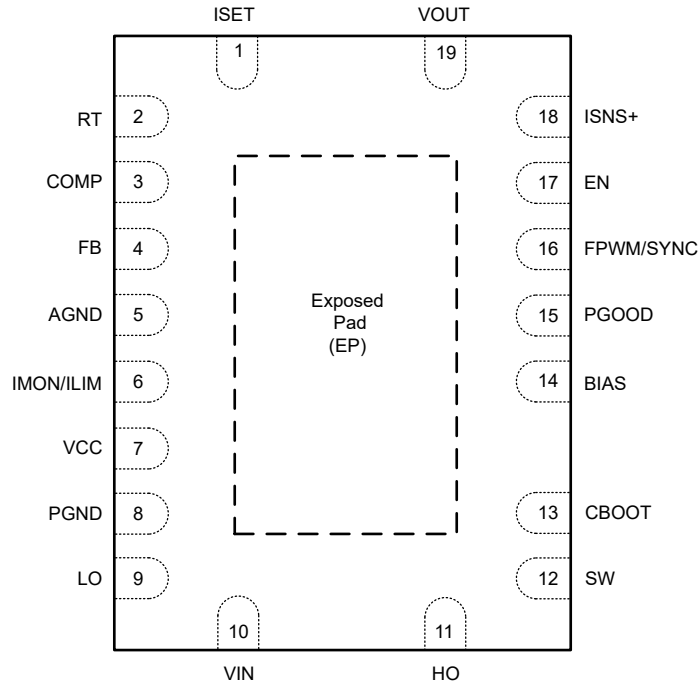 ISET VOUT
1 19
RT 2 18 ISNS+
COMP 3 17 EN
FB 4 16 FPWM/SYNC
AGND 5 15 PGOOD
Exposed
Pad
(EP)
IMON/ILIM 6 14 BIAS
VCC 7
PGND 8 13 CBOOT
LO 9 12 SW
10 11
VIN HO